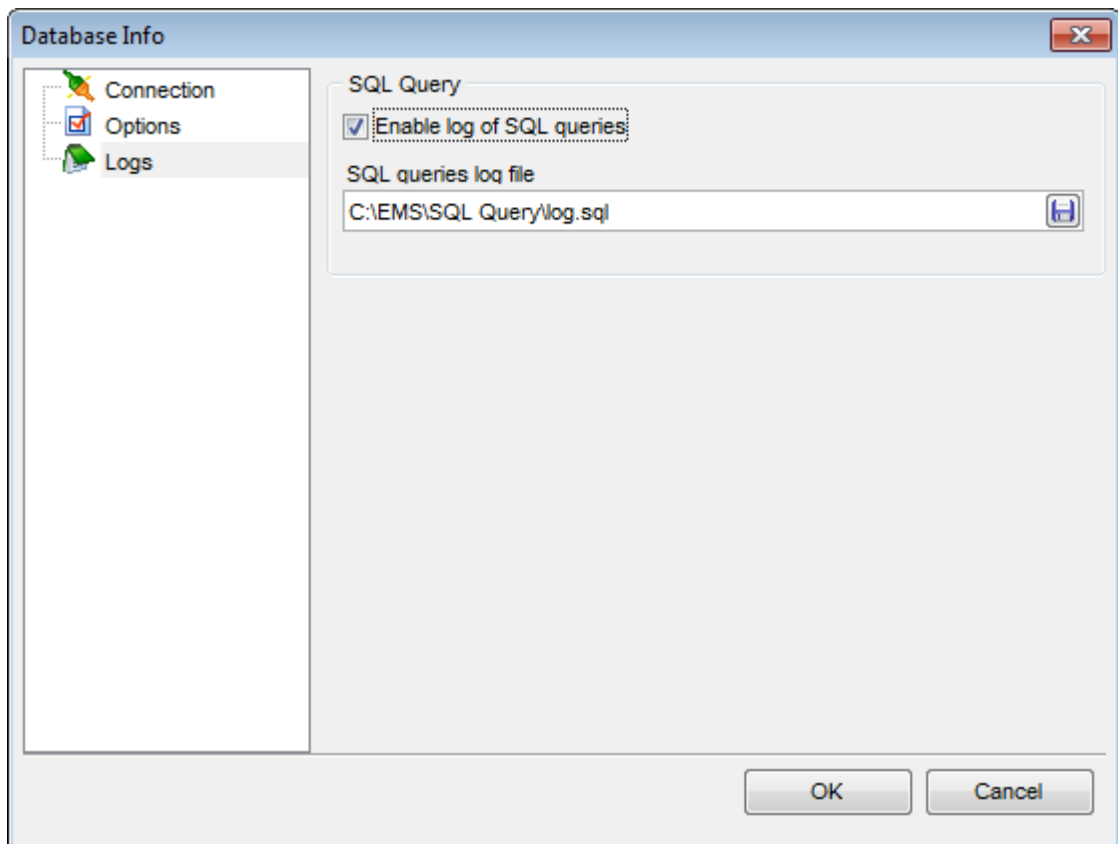 Database Info
Connection
Options
Logs
SQL Query
Enable log of SQL queries
SQL queries log file
C:\EMS\SQL Query\log.sql
OK
Cancel